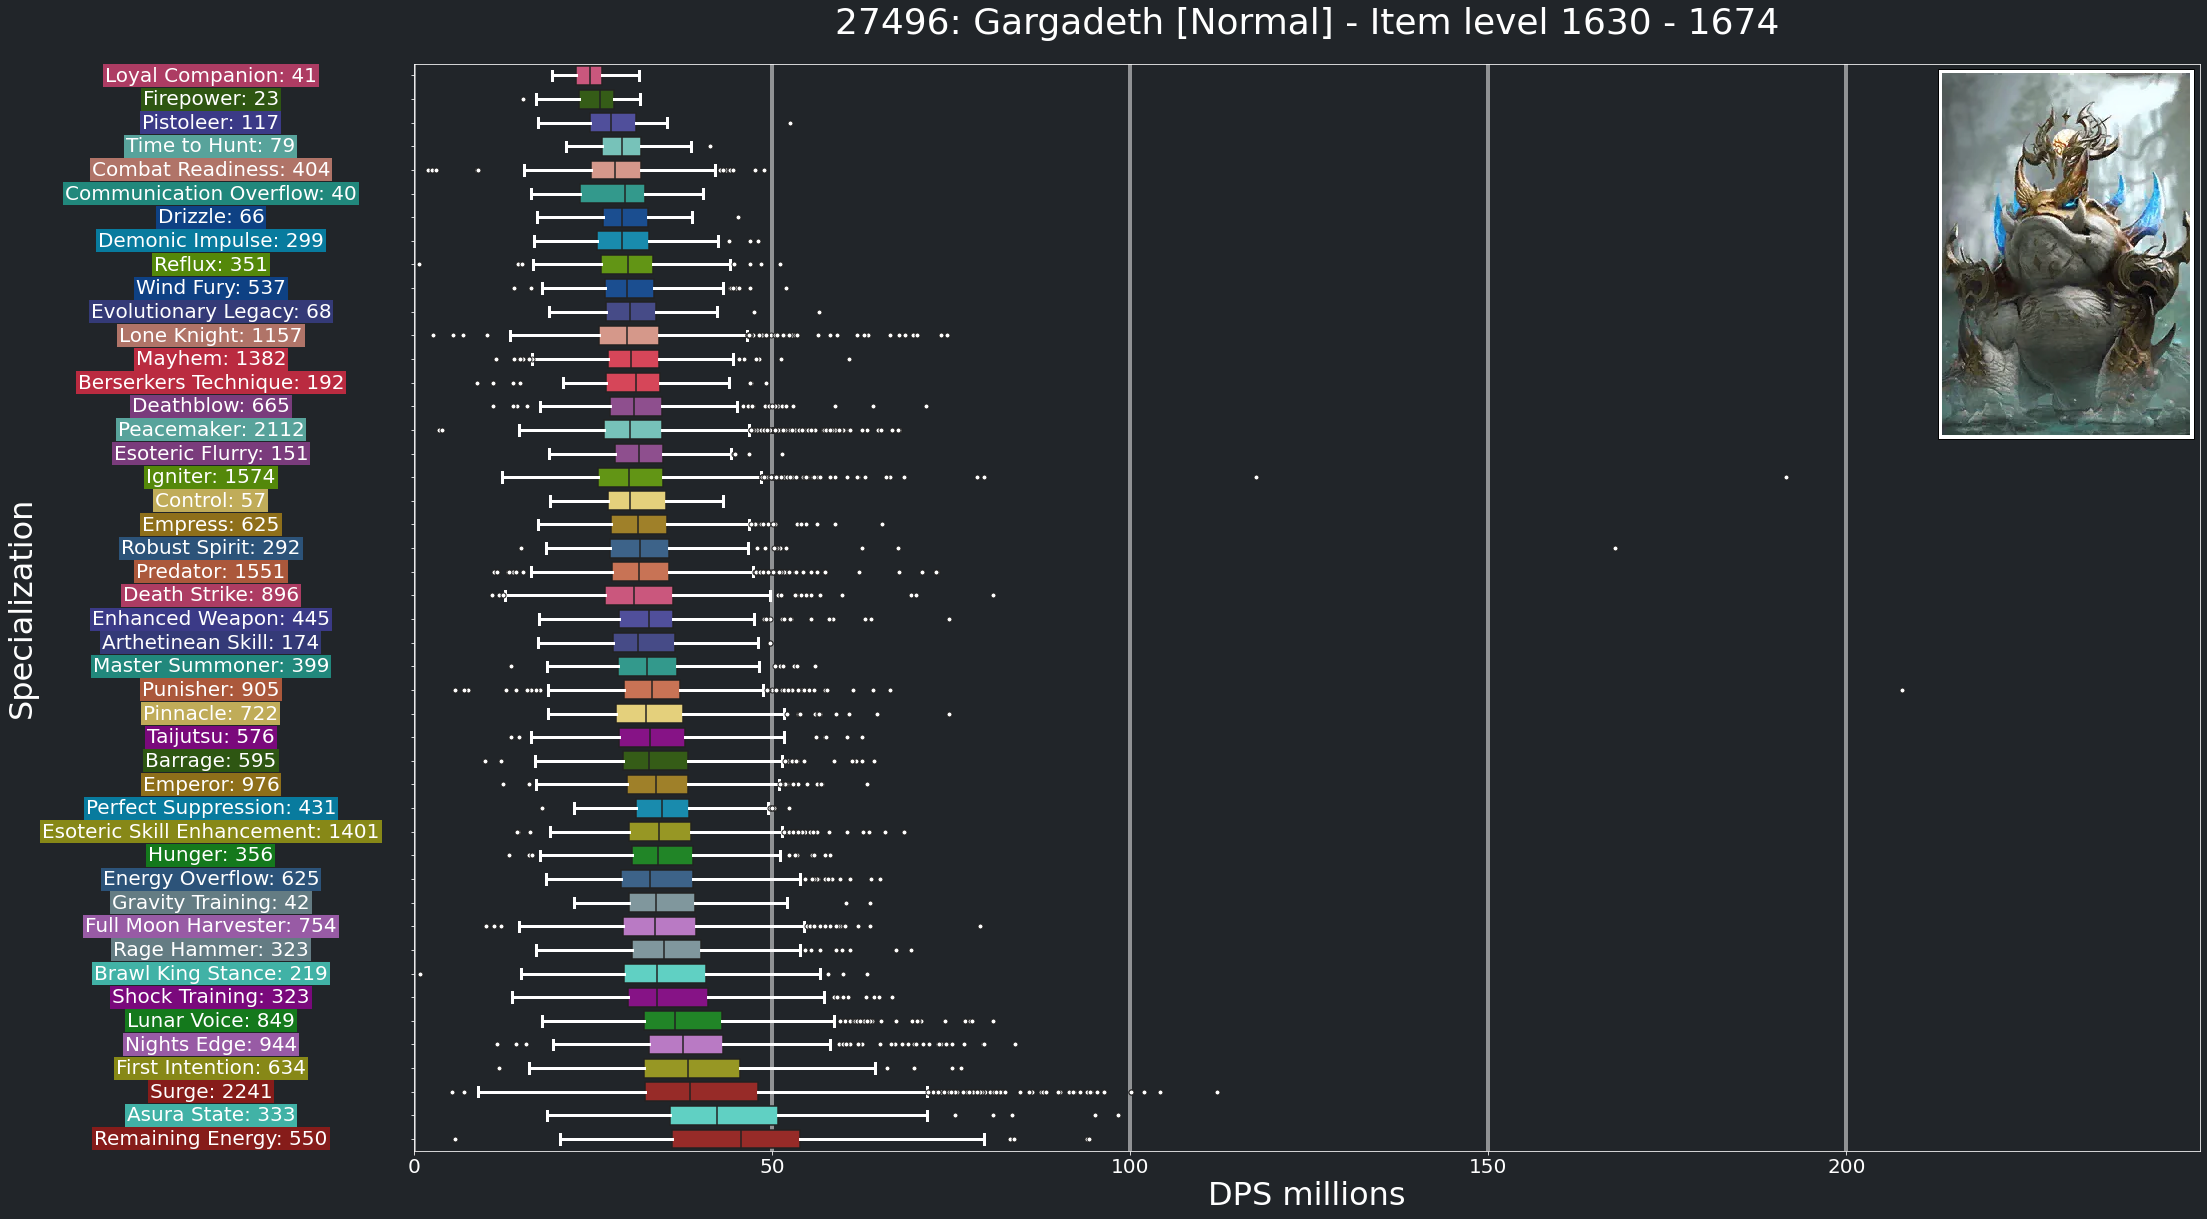 27496: Gargadeth [Normal] - Item level 1630 - 1674
Specialization
Loyal Companion: 41
Firepower: 23
Pistoleer: 117
Time to Hunt: 79
Combat Readiness: 404
Communication Overflow: 40
Drizzle: 66
Demonic Impulse: 299
Reflux: 351
Wind Fury: 537
Evolutionary Legacy: 68
Lone Knight: 1157
Mayhem: 1382
Berserkers Technique: 192
Deathblow: 665
Peacemaker: 2112
Esoteric Flurry: 151
Igniter: 1574
Control: 57
Empress: 625
Robust Spirit: 292
Predator: 1551
Death Strike: 896
Enhanced Weapon: 445
Arthetinean Skill: 174
Master Summoner: 399
Punisher: 905
Pinnacle: 722
Taijutsu: 576
Barrage: 595
Emperor: 976
Perfect Suppression: 431
Esoteric Skill Enhancement: 1401
Hunger: 356
Energy Overflow: 625
Gravity Training: 42
Full Moon Harvester: 754
Rage Hammer: 323
Brawl King Stance: 219
Shock Training: 323
Lunar Voice: 849
Nights Edge: 944
First Intention: 634
Surge: 2241
Asura State: 333
Remaining Energy: 550
0 50 100 150 200
DPS millions